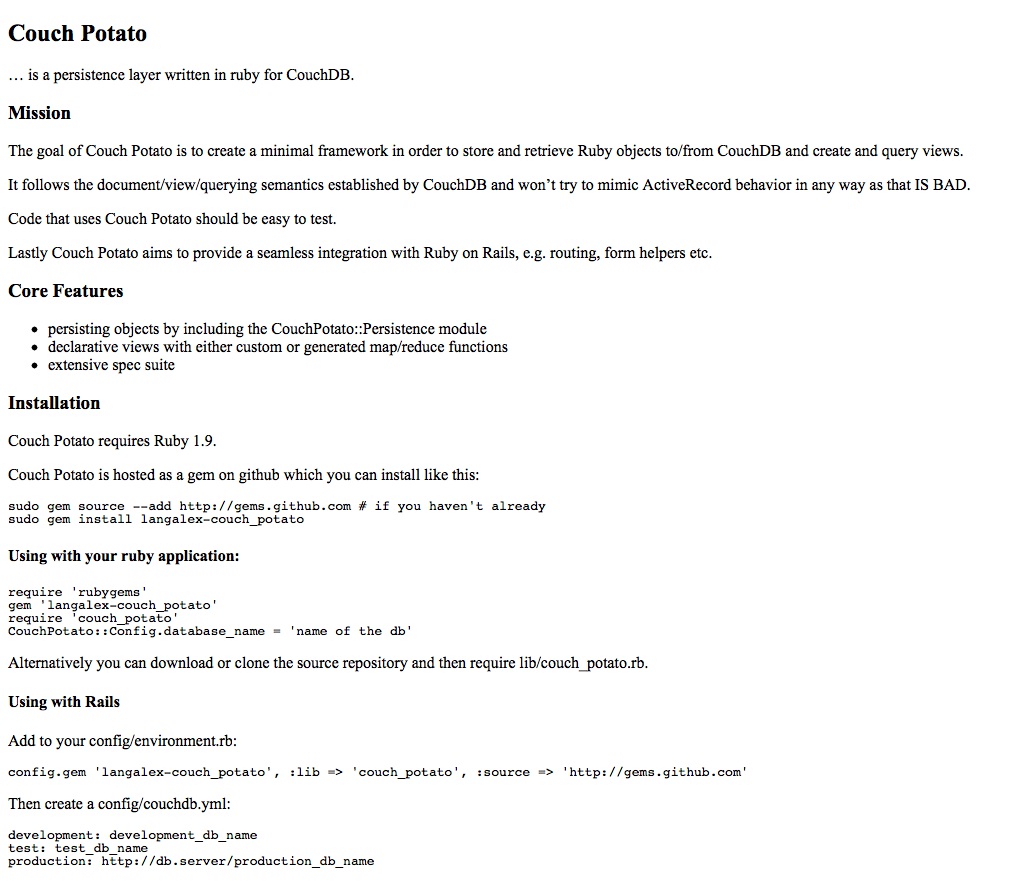 Couch Potato
… is a persistence layer written in ruby for CouchDB.
Mission
The goal of Couch Potato is to create a minimal framework in order to store and retrieve Ruby objects to/from CouchDB and create and query views.
It follows the document/view/querying semantics established by CouchDB and won’t try to mimic ActiveRecord behavior in any way as that IS BAD.
Code that uses Couch Potato should be easy to test.
Lastly Couch Potato aims to provide a seamless integration with Ruby on Rails, e.g. routing, form helpers etc.
Core Features
• persisting objects by including the CouchPotato::Persistence module
• declarative views with either custom or generated map/reduce functions
• extensive spec suite
Installation
Couch Potato requires Ruby 1.9.
Couch Potato is hosted as a gem on github which you can install like this:
sudo gem source --add http://gems.github.com # if you haven't already
sudo gem install langalex-couch_potato
Using with your ruby application:
require 'rubygems'
gem 'langalex-couch_potato'
require 'couch_potato'
CouchPotato::Config.database_name = 'name of the db'
Alternatively you can download or clone the source repository and then require lib/couch_potato.rb.
Using with Rails
Add to your config/environment.rb:
config.gem 'langalex-couch_potato', :lib => 'couch_potato', :source => 'http://gems.github.com'
Then create a config/couchdb.yml:
development: development_db_name
test: test_db_name
production: http://db.server/production_db_name